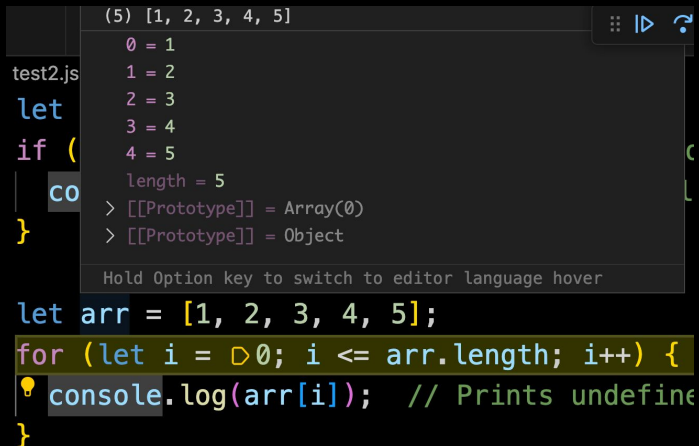 (5) [1, 2, 3, 4, 5]
0 = 1
1 = 2
2 = 3
3 = 4
4 = 5
length = 5
> [[Prototype]] = Array(0)
> [[Prototype]] = Object
Hold Option key to switch to editor language hover
test2.js
let
if (
co
}
let arr = [1, 2, 3, 4, 5];
for (let i = 0; i <= arr.length; i++) {
console.log(arr[i]); // Prints undefine
}